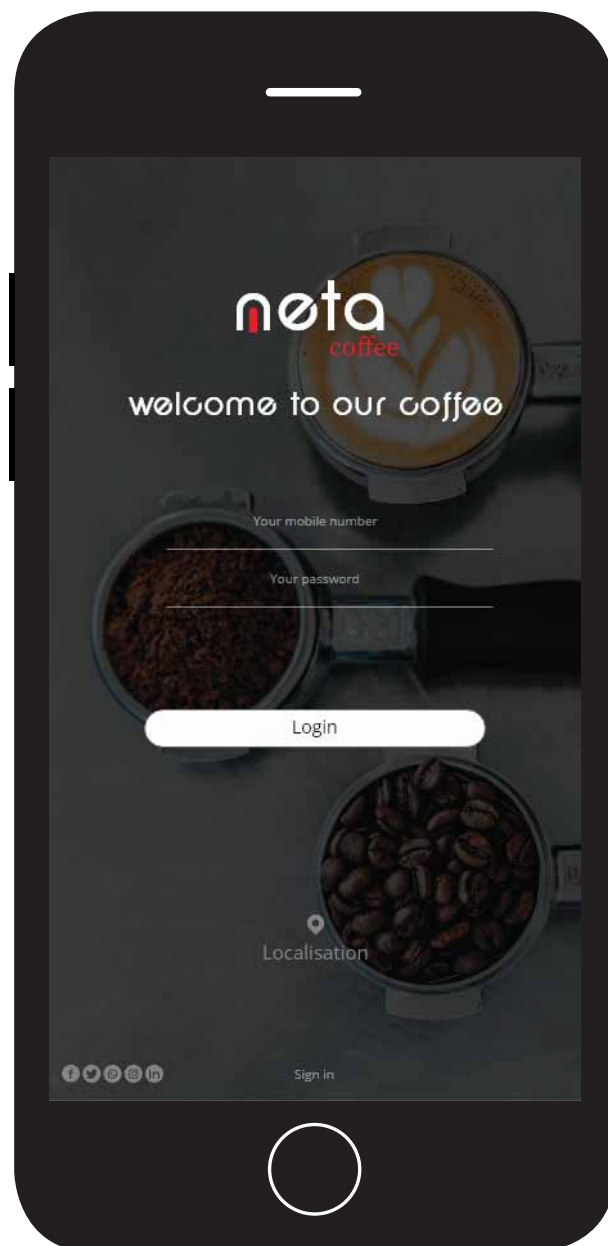 neta
coffee
welcome to our coffee
Your mobile number
Your password
Login
Localisation
Sign in